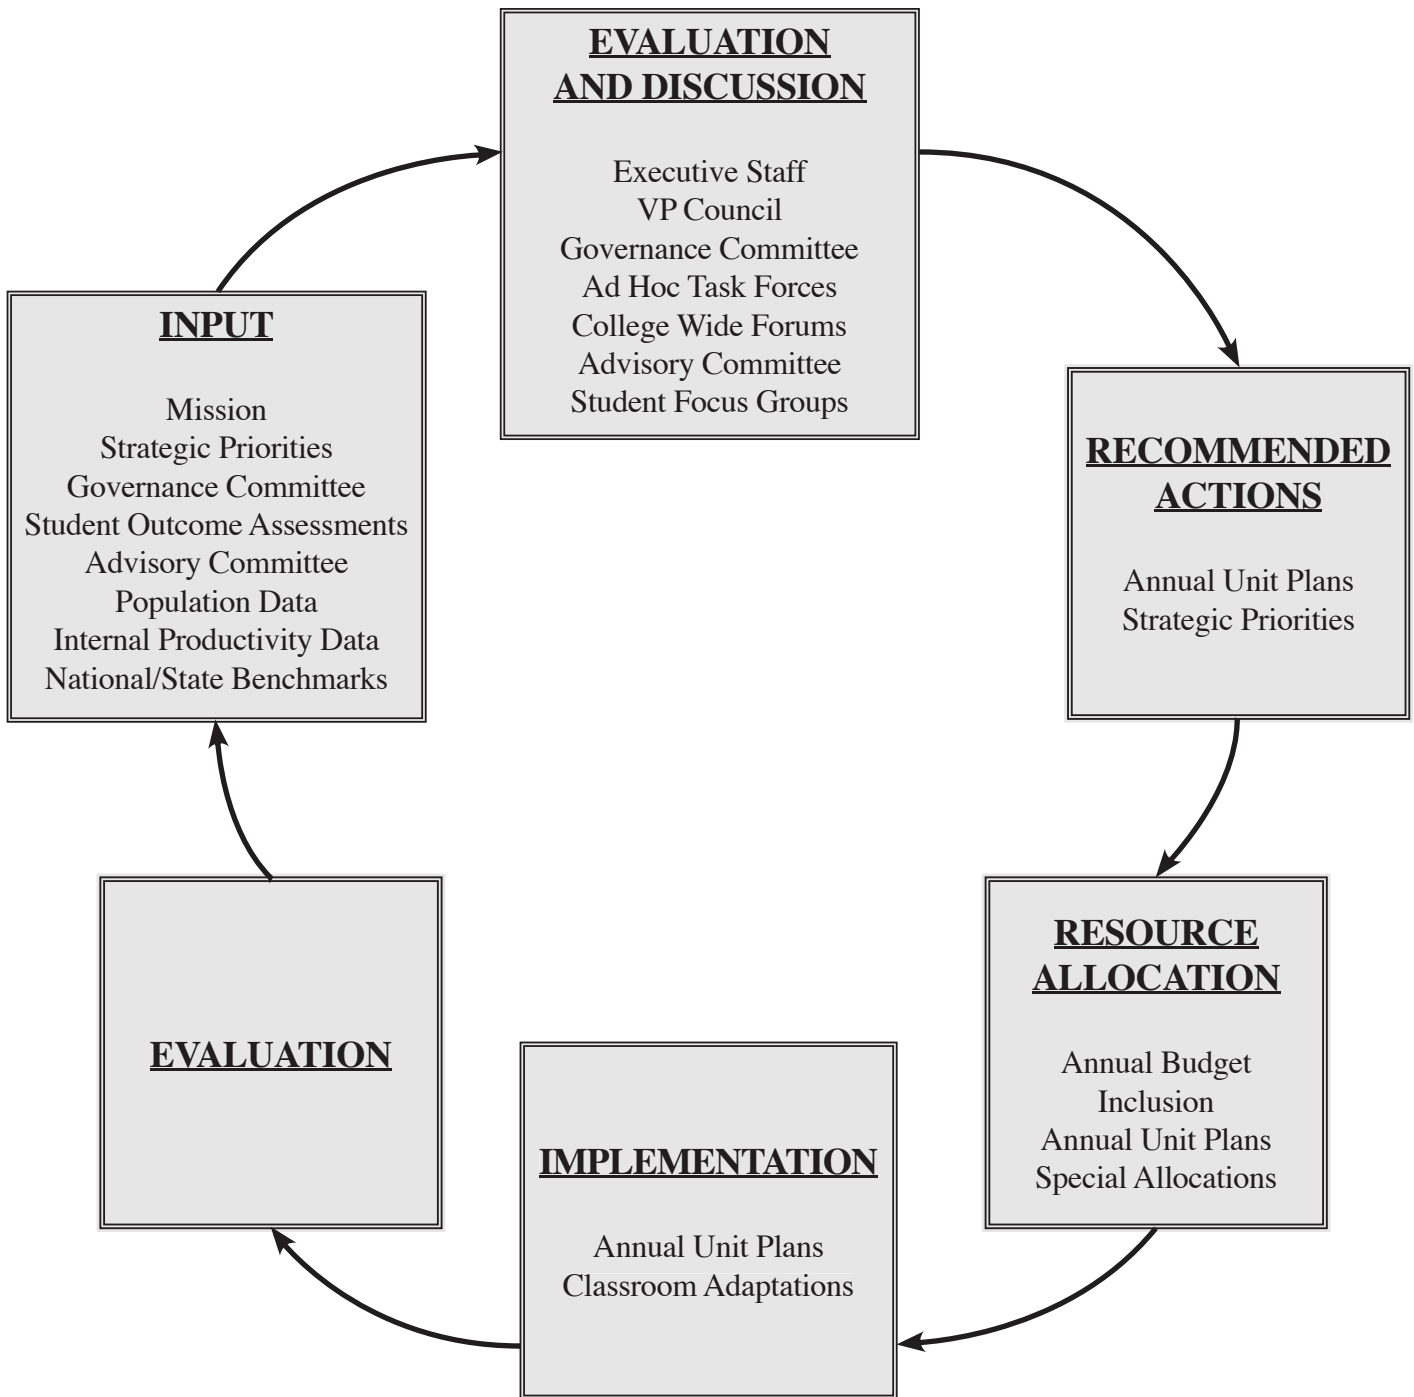 EVALUATION
AND DISCUSSION
Executive Staff
VP Council
Governance Committee
Ad Hoc Task Forces
College Wide Forums
Advisory Committee
Student Focus Groups
INPUT
Mission
Strategic Priorities
Governance Committee
Student Outcome Assessments
Advisory Committee
Population Data
Internal Productivity Data
National/State Benchmarks
RECOMMENDED
ACTIONS
Annual Unit Plans
Strategic Priorities
RESOURCE
ALLOCATION
Annual Budget
Inclusion
Annual Unit Plans
Special Allocations
IMPLEMENTATION
Annual Unit Plans
Classroom Adaptations
EVALUATION